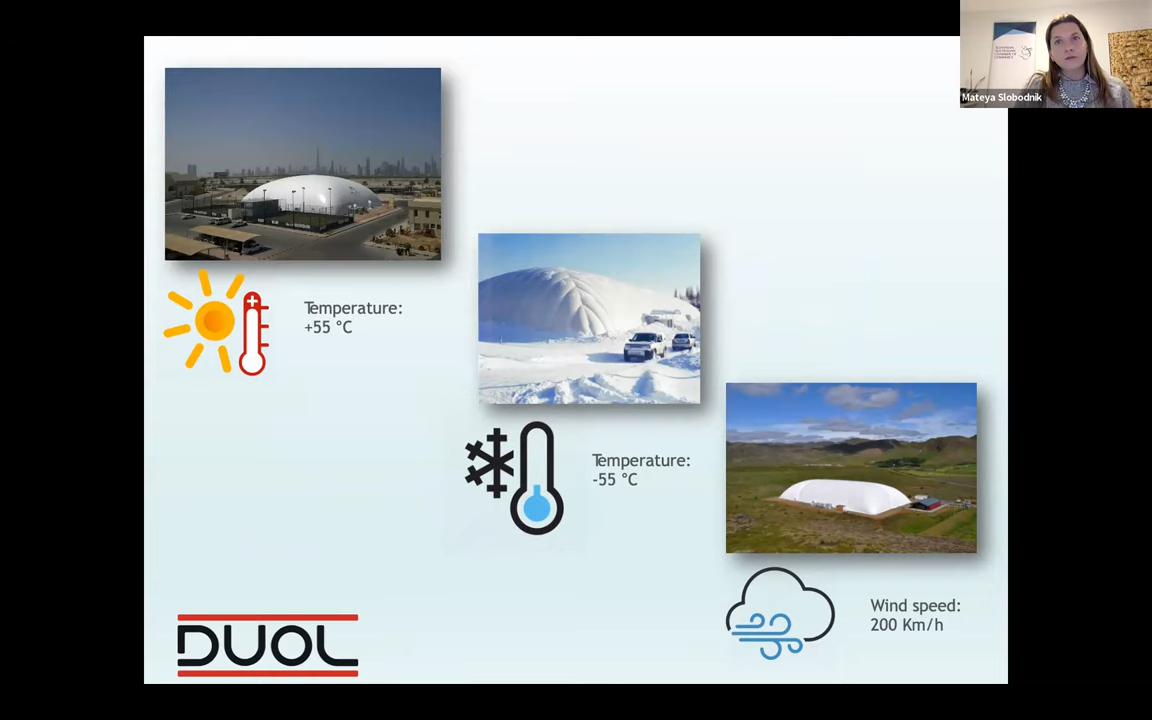 Mateya Slobodnik
Temperature:
+55 °C
Temperature:
-55 °C
Wind speed:
200 Km/h
DUOL